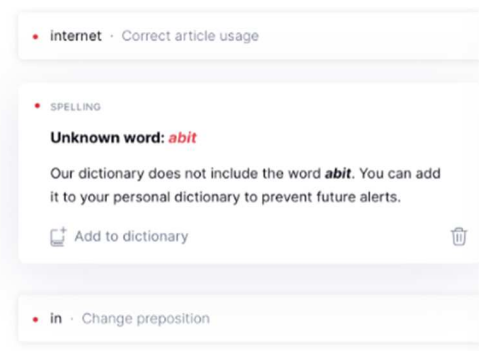 internet · Correct article usage
SPELLING
Unknown word: abit
Our dictionary does not include the word abit. You can add
it to your personal dictionary to prevent future alerts.
Add to dictionary
in · Change preposition